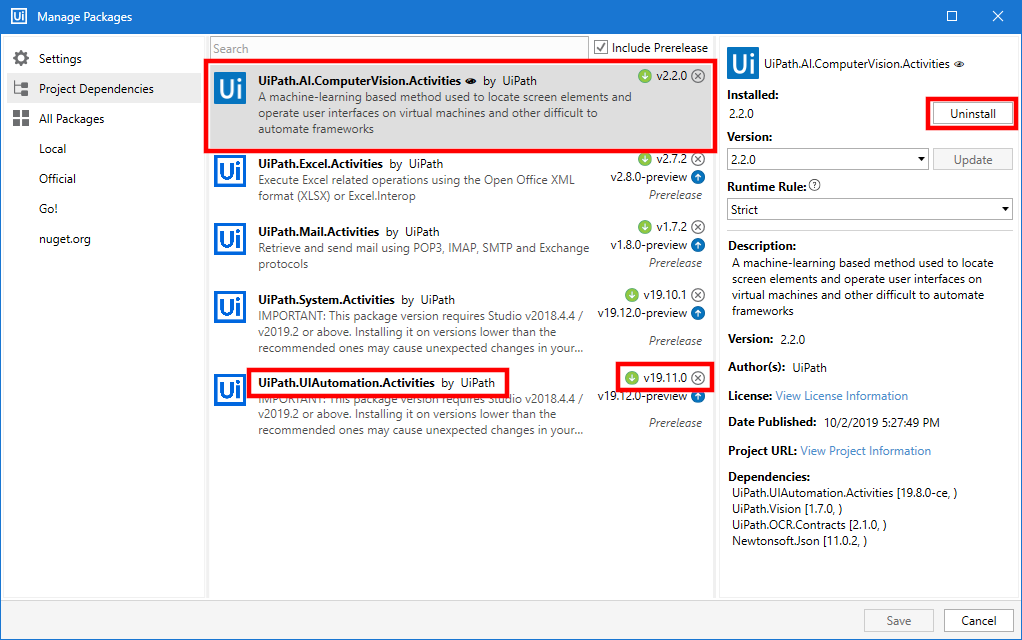 Ui Manage Packages
Settings
Project Dependencies
All Packages
Local
Official
Go!
nuget.org
Search
Include Prerelease
Ui
UiPath.AI.ComputerVision.Activities by UiPath
v2.2.0
A machine-learning based method used to locate screen elements and
operate user interfaces on virtual machines and other difficult to
automate frameworks
Ui
UiPath.Excel.Activities by UiPath
v2.7.2
Execute Excel related operations using the Open Office XML
format (XLSX) or Excel.Interop
v2.8.0-preview
Prerelease
Ui
UiPath.Mail.Activities by UiPath
v1.7.2
Retrieve and send mail using POP3, IMAP, SMTP and Exchange
protocols
v1.8.0-preview
Prerelease
Ui
UiPath.System.Activities by UiPath
v19.10.1
IMPORTANT: This package version requires Studio v2018.4.4 /
v2019.2 or above. Installing it on versions lower than the
recommended ones may cause unexpected changes in your...
v19.12.0-preview
Prerelease
Ui
UiPath.UIAutomation.Activities by UiPath
v19.11.0
IMPORTANT: This package version requires Studio v2018.4.4 /
v2019.2 or above. Installing it on versions lower than the
recommended ones may cause unexpected changes in your...
v19.12.0-preview
Prerelease
Ui
UiPath.AI.ComputerVision.Activities
Installed:
2.2.0
Uninstall
Version:
2.2.0
Update
Runtime Rule: ?
Strict
Description:
A machine-learning based method used to locate
screen elements and operate user interfaces on
virtual machines and other difficult to automate
frameworks
Version: 2.2.0
Author(s): UiPath
License: View License Information
Date Published: 10/2/2019 5:27:49 PM
Project URL: View Project Information
Dependencies:
UiPath.UIAutomation.Activities [19.8.0-ce, )
UiPath.Vision [1.7.0, )
UiPath.OCR.Contracts [2.1.0, )
Newtonsoft.Json [11.0.2, )
Save
Cancel